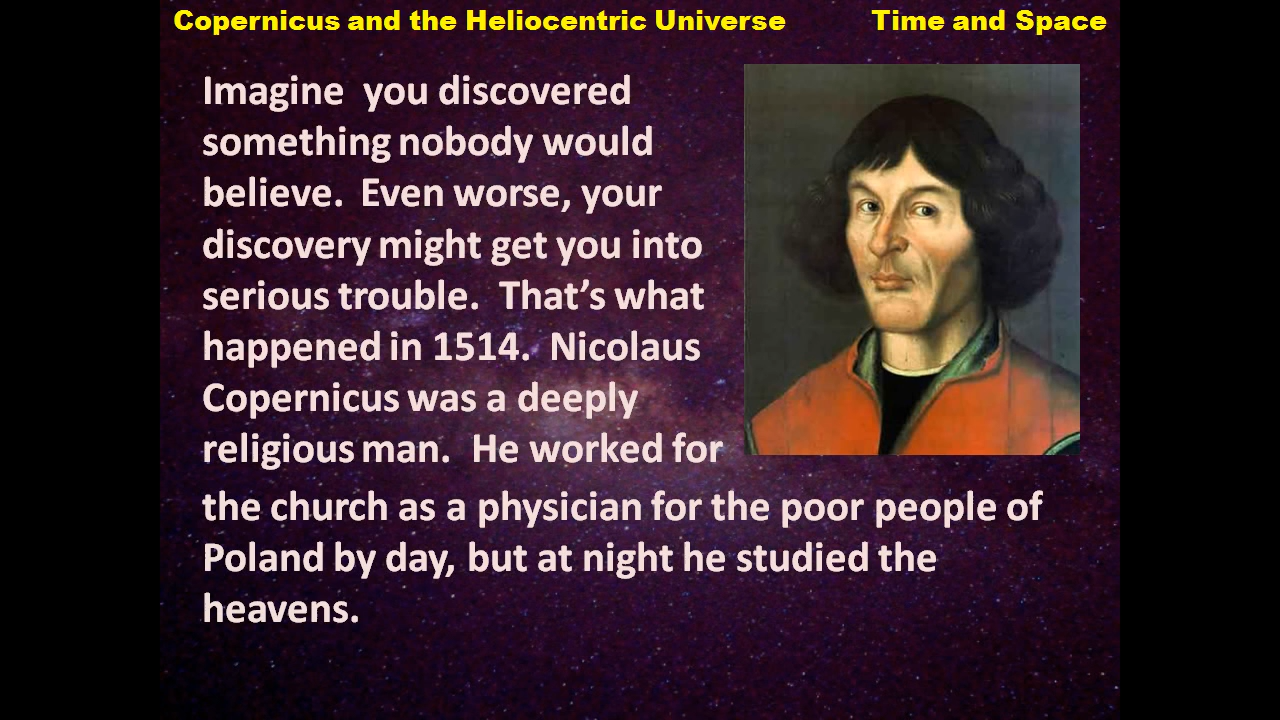 Copernicus and the Heliocentric Universe Time and Space
Imagine you discovered
something nobody would
believe. Even worse, your
discovery might get you into
serious trouble. That’s what
happened in 1514. Nicolaus
Copernicus was a deeply
religious man. He worked for
the church as a physician for the poor people of
Poland by day, but at night he studied the
heavens.